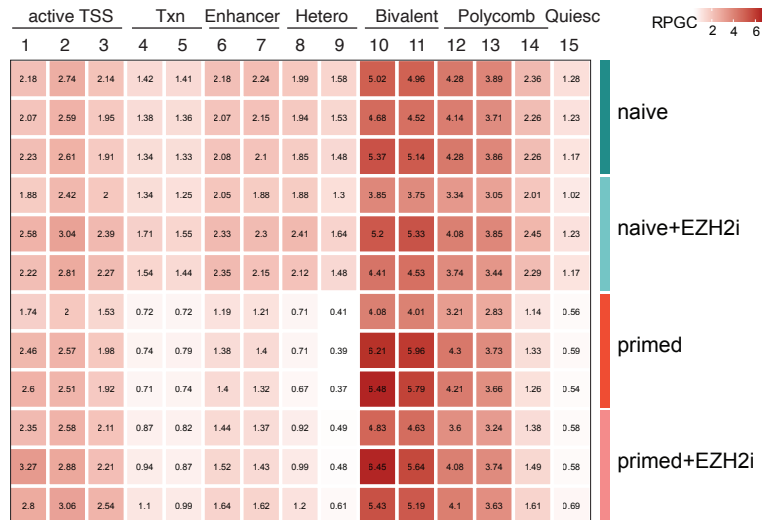 active TSS Txn Enhancer Hetero Bivalent Polycomb Quiesc
RPGC 2 4 6
1 2 3 4 5 6 7 8 9 10 11 12 13 14 15
2.18 2.74 2.14 1.42 1.41 2.18 2.24 1.99 1.58 5.02 4.96 4.28 3.89 2.36 1.28
2.07 2.59 1.95 1.38 1.36 2.07 2.15 1.94 1.53 4.68 4.52 4.14 3.71 2.26 1.23
naive
2.23 2.61 1.91 1.34 1.33 2.08 2.1 1.85 1.48 5.37 5.14 4.28 3.86 2.26 1.17
1.88 2.42 2 1.34 1.25 2.05 1.88 1.88 1.3 3.85 3.75 3.34 3.05 2.01 1.02
2.58 3.04 2.39 1.71 1.55 2.33 2.3 2.41 1.64 5.2 5.33 4.08 3.85 2.45 1.23
naive+EZH2i
2.22 2.81 2.27 1.54 1.44 2.35 2.15 2.12 1.48 4.41 4.53 3.74 3.44 2.29 1.17
1.74 2 1.53 0.72 0.72 1.19 1.21 0.71 0.41 4.08 4.01 3.21 2.83 1.14 0.56
2.46 2.57 1.98 0.74 0.79 1.38 1.4 0.71 0.39 6.21 5.96 4.3 3.73 1.33 0.59
primed
2.6 2.51 1.92 0.71 0.74 1.4 1.32 0.67 0.37 6.48 5.79 4.21 3.66 1.26 0.54
2.35 2.58 2.11 0.87 0.82 1.44 1.37 0.92 0.49 4.83 4.63 3.6 3.24 1.38 0.58
3.27 2.88 2.21 0.94 0.87 1.52 1.43 0.99 0.48 6.45 5.64 4.08 3.74 1.49 0.58
primed+EZH2i
2.8 3.06 2.54 1.1 0.99 1.64 1.62 1.2 0.61 5.43 5.19 4.1 3.63 1.61 0.69